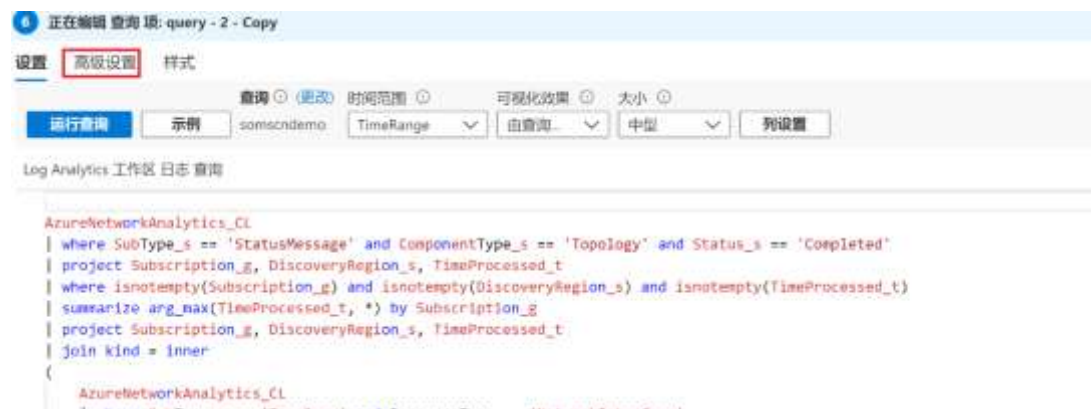 6 正在编辑 查询 项: query - 2 - Copy
设置 高级设置 样式
查询 (更改) 时间范围 可视化效果 大小
运行查询 示例 somscndemo TimeRange 由查询... 中型 列设置
Log Analytics 工作区 日志 查询
AzureNetworkAnalytics_CL
| where SubType_s == 'StatusMessage' and ComponentType_s == 'Topology' and Status_s == 'Completed'
| project Subscription_g, DiscoveryRegion_s, TimeProcessed_t
| where isnotempty(Subscription_g) and isnotempty(DiscoveryRegion_s) and isnotempty(TimeProcessed_t)
| summarize arg_max(TimeProcessed_t, *) by Subscription_g
| project Subscription_g, DiscoveryRegion_s, TimeProcessed_t
| join kind = inner
(
AzureNetworkAnalytics_CL